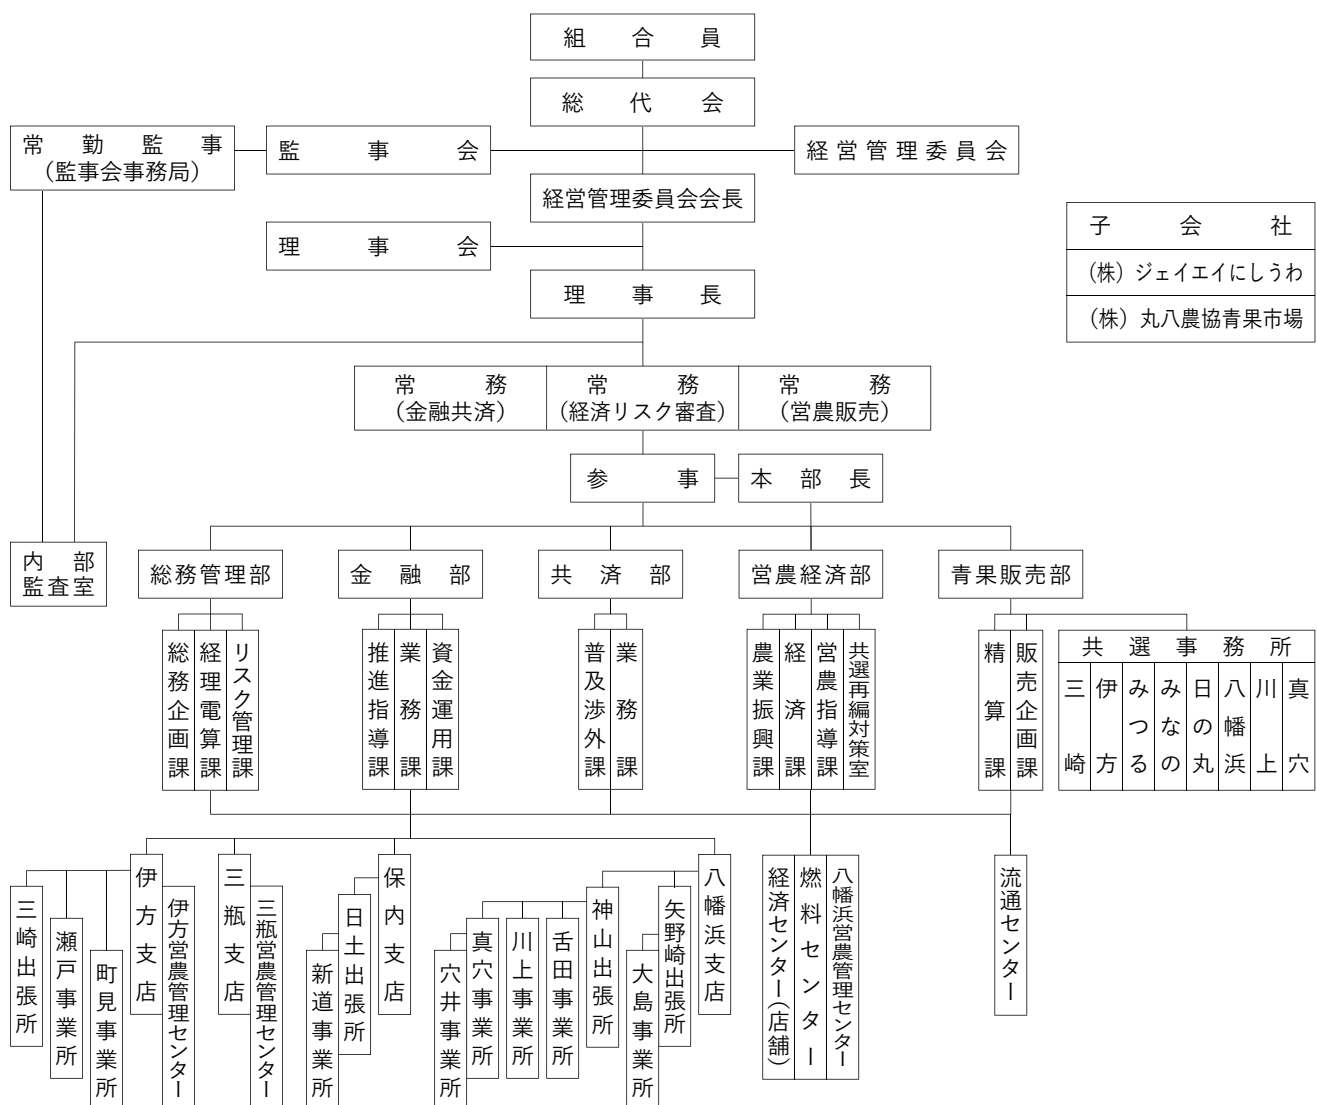 組合員
総代会
常勤監事
（監事会事務局）
監事会
経営管理委員会
経営管理委員会会長
理事会
理事長
子会社
（株）ジェイエイにしうわ
（株）丸八農協青果市場
常務
（金融共済）
常務
（経済リスク審査）
常務
（営農販売）
参事
本部長
内部
監査室
総務管理部
金融部
共済部
営農経済部
青果販売部
総務企画課
経理電算課
リスク管理課
推進指導課
業務課
資金運用課
普及渉外課
業務課
農業振興課
経済課
営農指導課
共選再編対策室
精算課
販売企画課
共選事務所
三崎
伊方
みつる
みなの
日の丸
八幡浜
川上
真穴
三崎出張所
瀬戸事業所
町見事業所
伊方支店
伊方営農管理センター
三瓶支店
三瓶営農管理センター
新道事業所
日土出張所
保内支店
穴井事業所
真穴事業所
川上事業所
舌田事業所
神山出張所
大島事業所
矢野崎出張所
八幡浜支店
経済センター（店舗）
燃料センター
八幡浜営農管理センター
流通センター